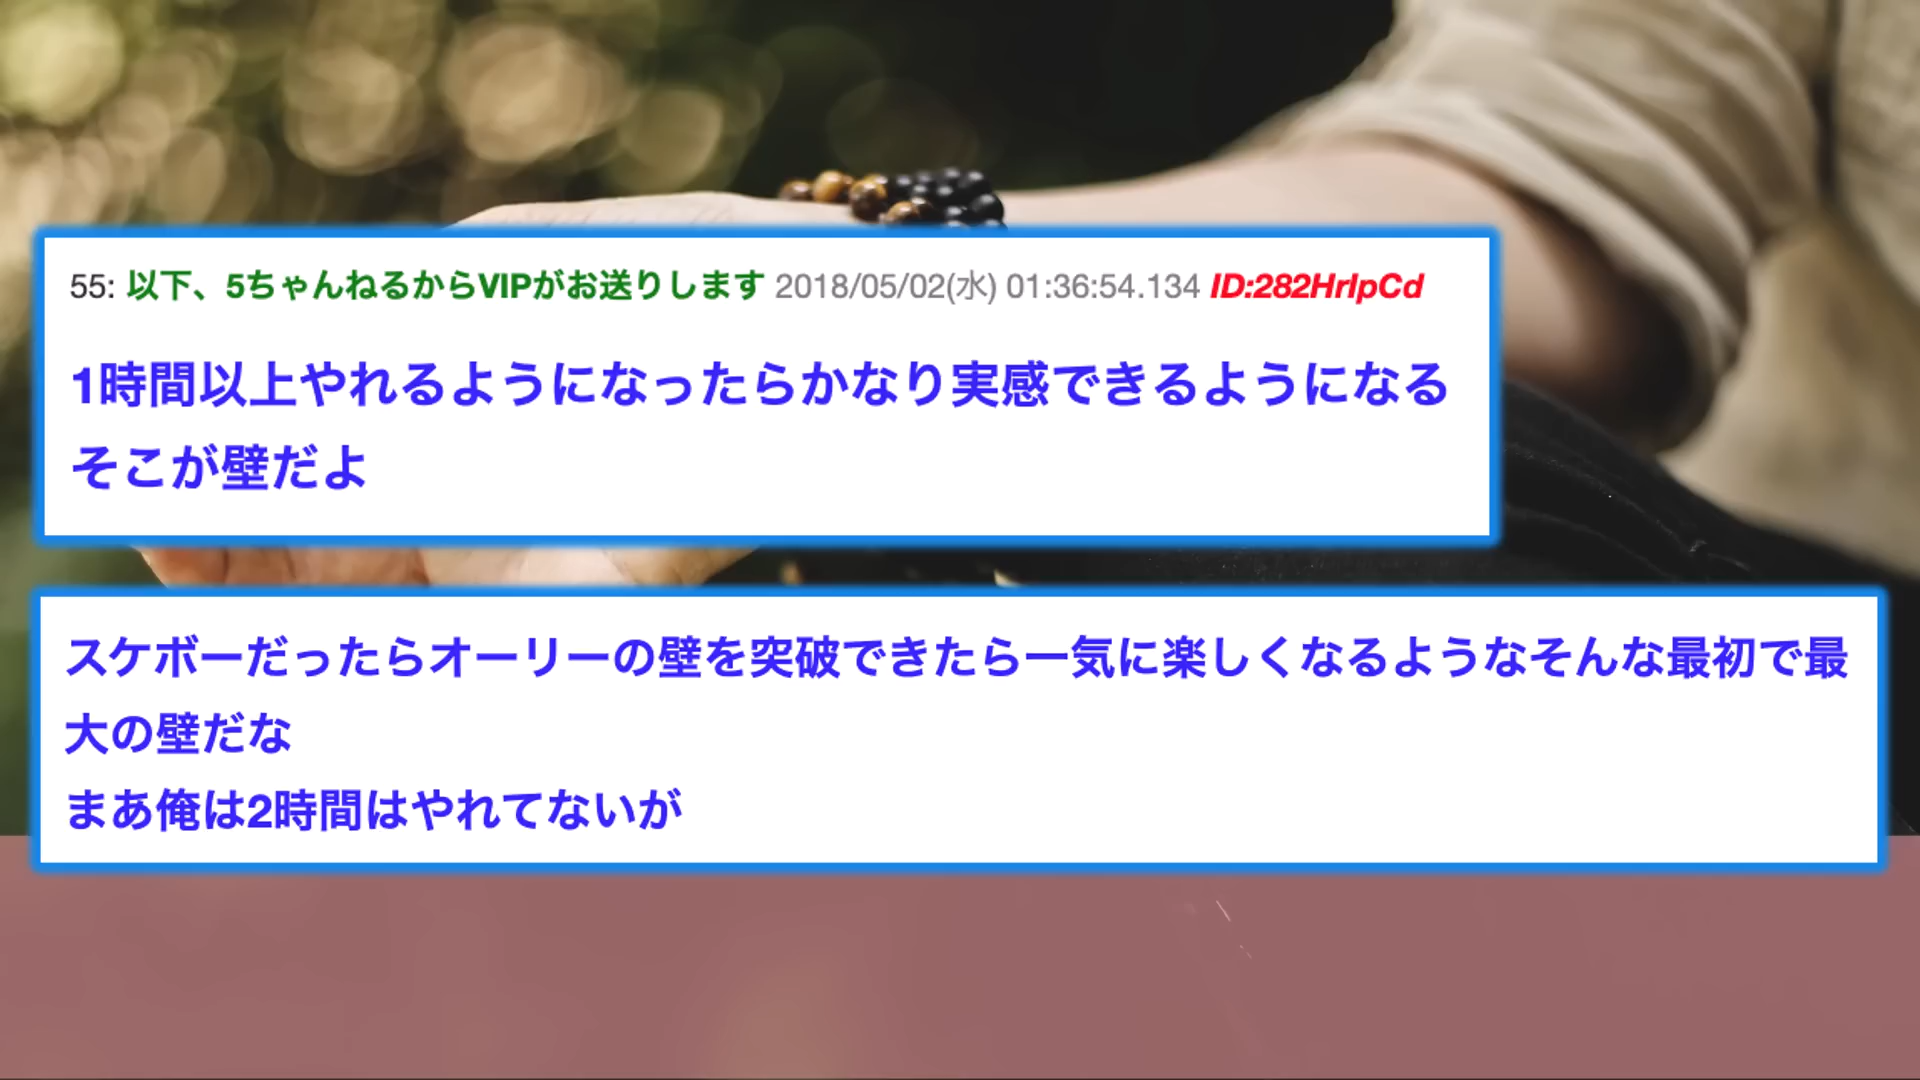 55: 以下、5ちゃんねるからVIPがお送りします 2018/05/02(水) 01:36:54.134 ID:282HrIpCd
1時間以上やれるようになったらかなり実感できるようになる
そこが壁だよ
スケボーだったらオーリーの壁を突破できたら一気に楽しくなるようなそんな最初で最
大の壁だな
まあ俺は2時間はやれてないが